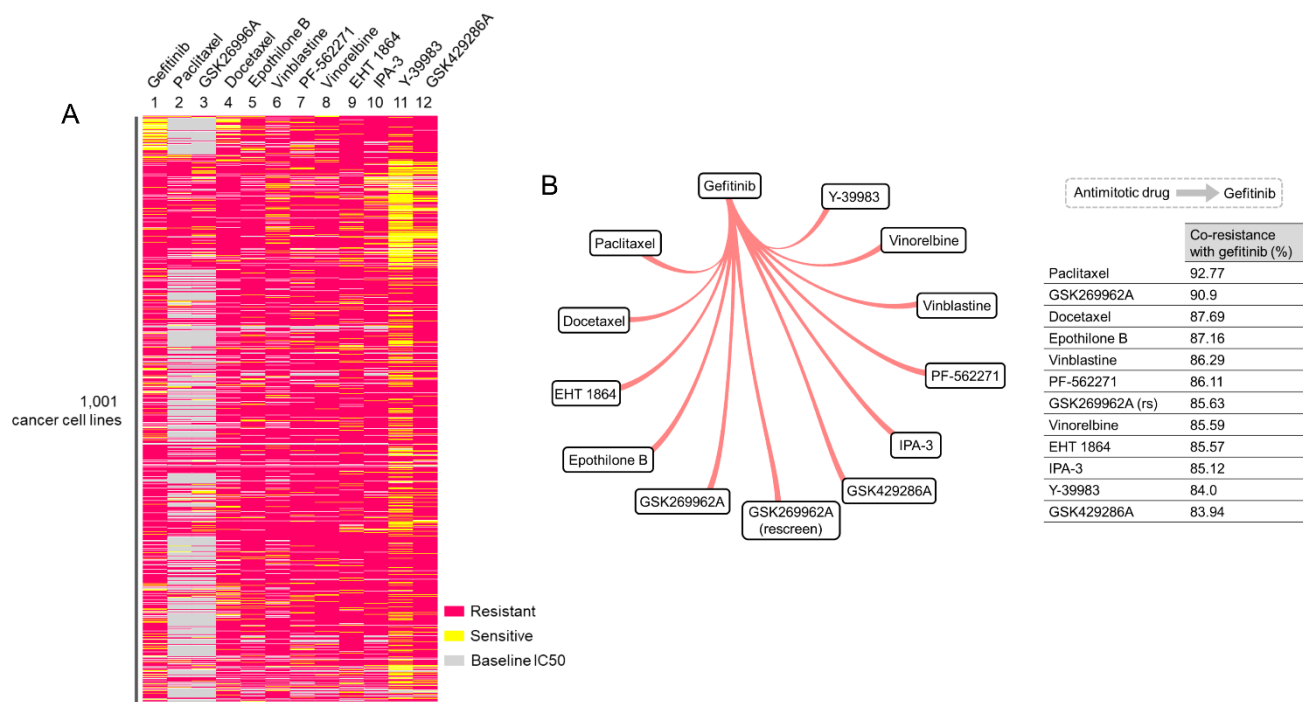 A
Gefitinib
Paclitaxel
GSK26996A
Docetaxel
Epothilone B
Vinblastine
PF-562271
Vinorelbine
EHT 1864
IPA-3
Y-39983
GSK429286A
1 2 3 4 5 6 7 8 9 10 11 12
1,001
cancer cell lines
Resistant
Sensitive
Baseline IC50
B
Gefitinib
Y-39983
Paclitaxel
Vinorelbine
Docetaxel
Vinblastine
EHT 1864
PF-562271
Epothilone B
IPA-3
GSK269962A
GSK429286A
GSK269962A
(rescreen)
Antimitotic drug Gefitinib
Co-resistance
with gefitinib (%)
Paclitaxel 92.77
GSK269962A 90.9
Docetaxel 87.69
Epothilone B 87.16
Vinblastine 86.29
PF-562271 86.11
GSK269962A (rs) 85.63
Vinorelbine 85.59
EHT 1864 85.57
IPA-3 85.12
Y-39983 84.0
GSK429286A 83.94